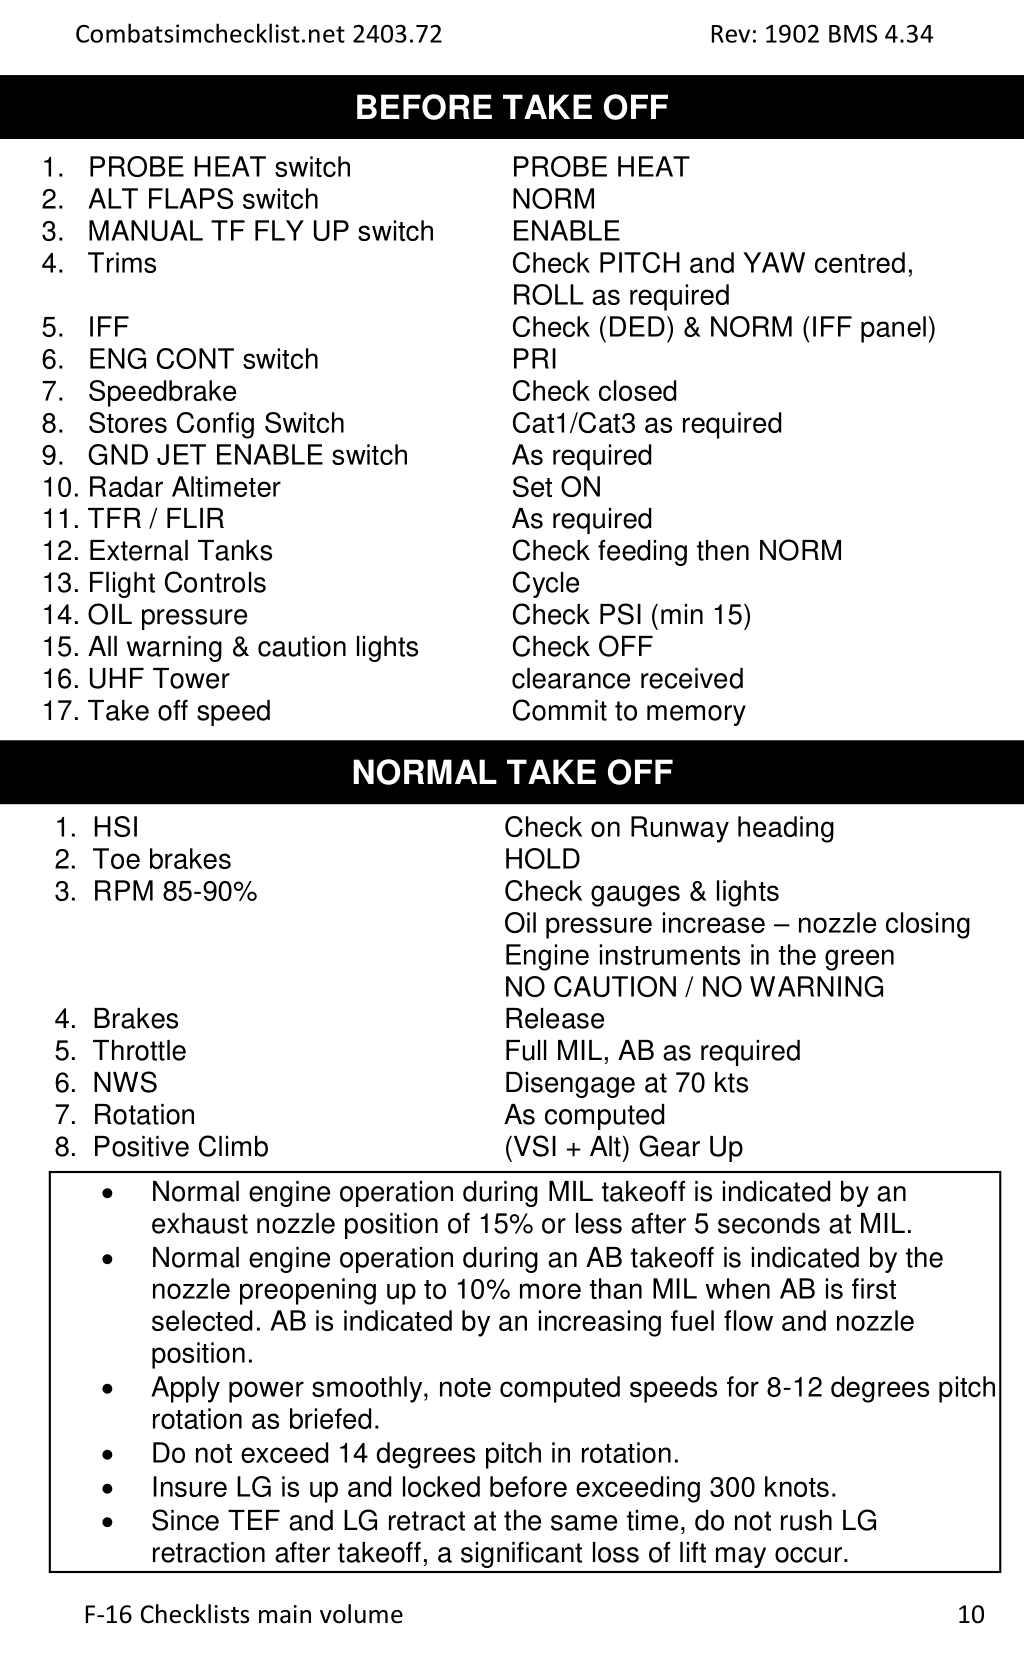 Combatsimchecklist.net 2403.72 Rev: 1902 BMS 4.34
BEFORE TAKE OFF
1. PROBE HEAT switch PROBE HEAT
2. ALT FLAPS switch NORM
3. MANUAL TF FLY UP switch ENABLE
4. Trims Check PITCH and YAW centred,
ROLL as required
5. IFF Check (DED) & NORM (IFF panel)
6. ENG CONT switch PRI
7. Speedbrake Check closed
8. Stores Config Switch Cat1/Cat3 as required
9. GND JET ENABLE switch As required
10. Radar Altimeter Set ON
11. TFR / FLIR As required
12. External Tanks Check feeding then NORM
13. Flight Controls Cycle
14. OIL pressure Check PSI (min 15)
15. All warning & caution lights Check OFF
16. UHF Tower clearance received
17. Take off speed Commit to memory
NORMAL TAKE OFF
1. HSI Check on Runway heading
2. Toe brakes HOLD
3. RPM 85-90% Check gauges & lights
Oil pressure increase – nozzle closing
Engine instruments in the green
NO CAUTION / NO WARNING
4. Brakes Release
5. Throttle Full MIL, AB as required
6. NWS Disengage at 70 kts
7. Rotation As computed
8. Positive Climb (VSI + Alt) Gear Up
• Normal engine operation during MIL takeoff is indicated by an
exhaust nozzle position of 15% or less after 5 seconds at MIL.
• Normal engine operation during an AB takeoff is indicated by the
nozzle preopening up to 10% more than MIL when AB is first
selected. AB is indicated by an increasing fuel flow and nozzle
position.
• Apply power smoothly, note computed speeds for 8-12 degrees pitch
rotation as briefed.
• Do not exceed 14 degrees pitch in rotation.
• Insure LG is up and locked before exceeding 300 knots.
• Since TEF and LG retract at the same time, do not rush LG
retraction after takeoff, a significant loss of lift may occur.
F-16 Checklists main volume 10